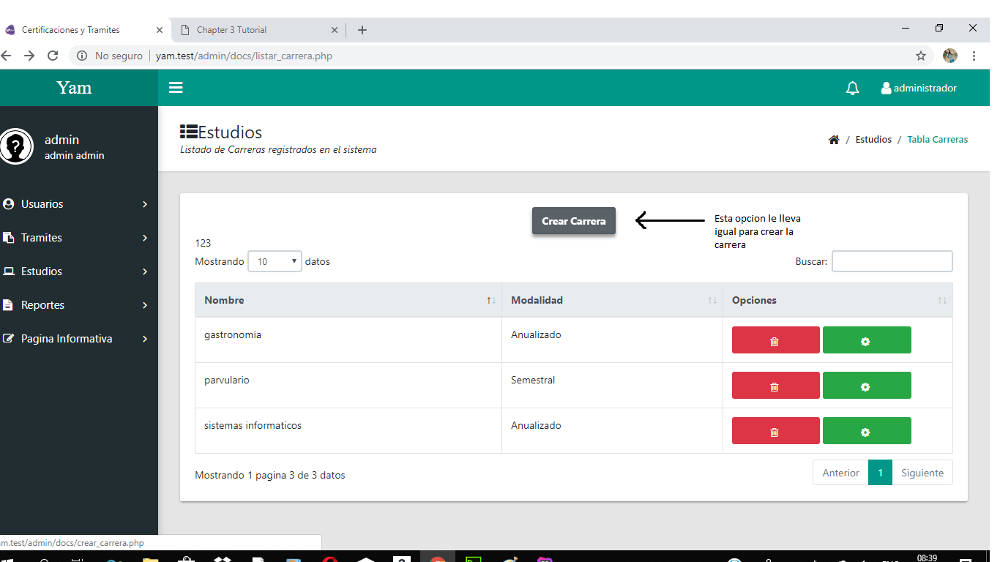 Certificaciones y Tramites
Chapter 3 Tutorial
No seguro yam.test/admin/docs/listar_carrera.php
Yam
administrador
admin
admin admin
Usuarios
Tramites
Estudios
Reportes
Pagina Informativa
Estudios
Listado de Carreras registrados en el sistema
/ Estudios / Tabla Carreras
Crear Carrera
Esta opcion le lleva
igual para crear la
carrera
123
Mostrando 10 datos
Buscar:
Nombre Modalidad Opciones
gastronomia Anualizado
parvulario Semestral
sistemas informaticos Anualizado
Mostrando 1 pagina 3 de 3 datos
Anterior 1 Siguiente
m.test/admin/docs/crear_carrera.php
08:39